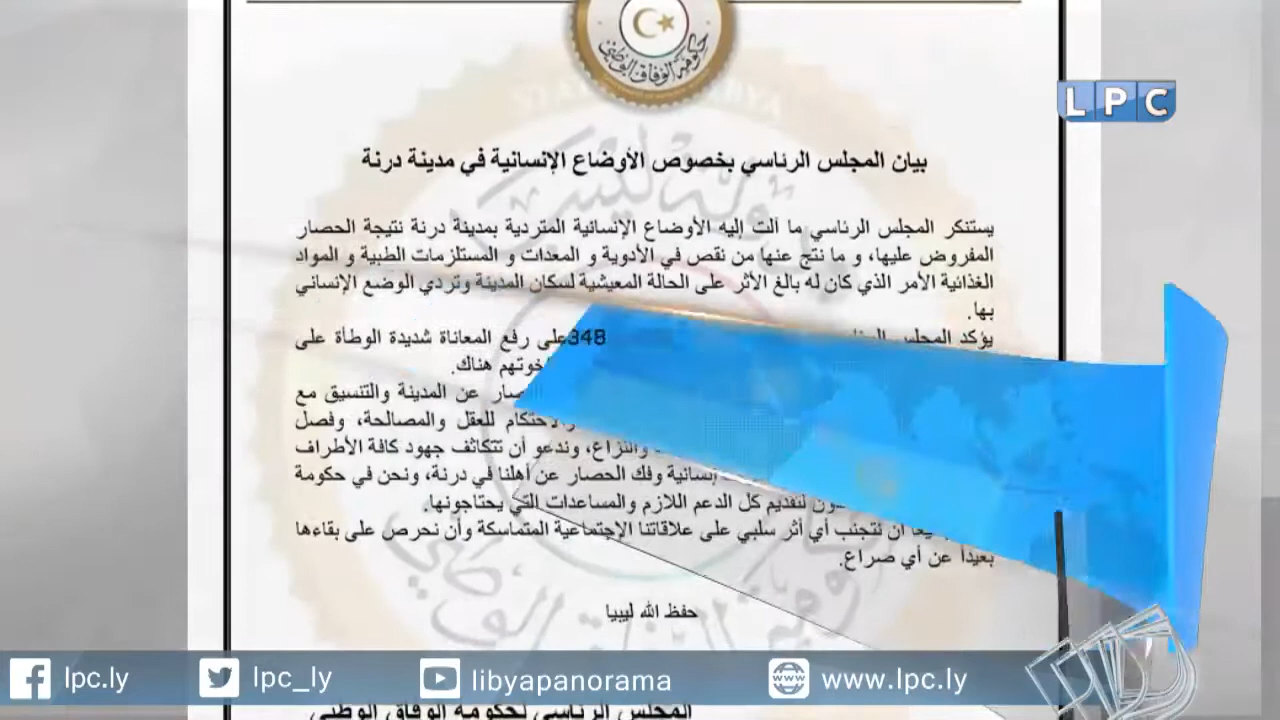 حكومة الوفاق الوطني
LPC
بيان المجلس الرئاسي بخصوص الأوضاع الإنسانية في مدينة درنة
يستنكر المجلس الرئاسي ما آلت إليه الأوضاع الإنسانية المتردية بمدينة درنة نتيجة الحصار
المفروض عليها، و ما نتج عنها من نقص في الأدوية و المعدات و المستلزمات الطبية و المواد
الغذائية الأمر الذي كان له بالغ الأثر على الحالة المعيشية لسكان المدينة وتردي الوضع الإنساني
بها.
يؤكد المجلس 348على رفع المعاناة شديدة الوطأة على
هناك.
عن المدينة والتنسيق مع
للعقل والمصالحة، وفصل
والنزاع، وندعو أن تتكاثف جهود كافة الأطراف
وفك الحصار عن أهلنا في درنة، ونحن في حكومة
لتقديم كل الدعم اللازم والمساعدات التي يحتاجونها.
أن نتجنب أي أثر سلبي على علاقاتنا الإجتماعية المتماسكة وأن نحرص على بقاءها
بعيداً عن أي صراع.
حفظ الله ليبيا
lpc.ly lpc_ly libyapanorama www.lpc.ly
المجلس الرئاسي لحكومة الوفاق الوطني